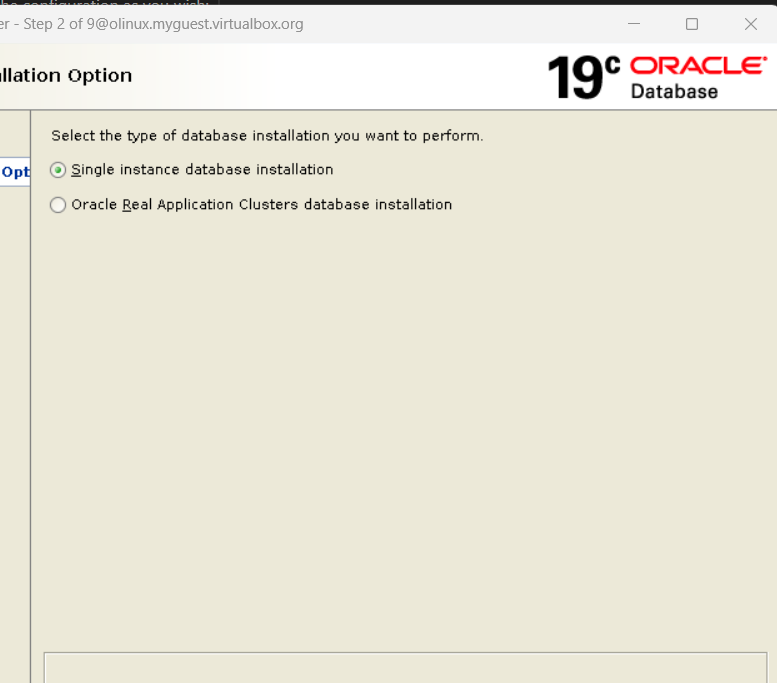 the configuration as you wish:
er - Step 2 of 9@olinux.myguest.virtualbox.org
llation Option
19c ORACLE
Database
Select the type of database installation you want to perform.
Opt
Single instance database installation
Oracle Real Application Clusters database installation